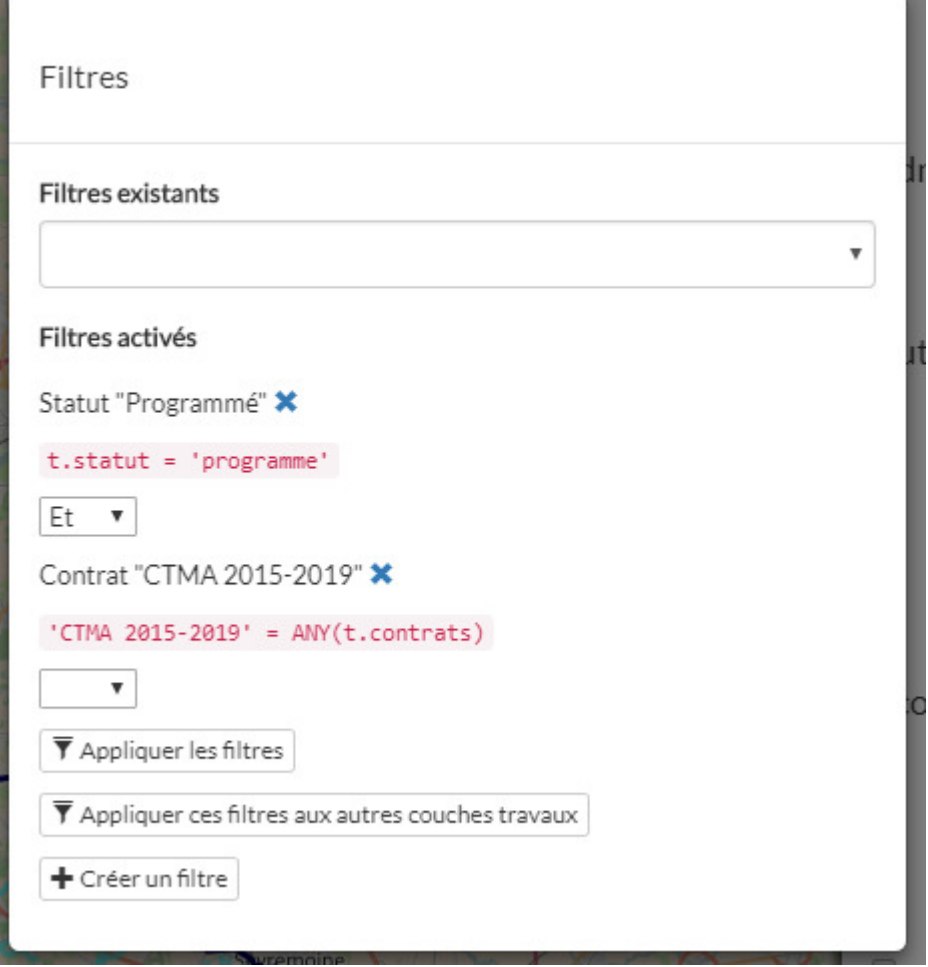 Filtres
Filtres existants
Filtres activés
Statut "Programmé"
t.statut = 'programme'
Et
Contrat "CTMA 2015-2019"
'CTMA 2015-2019' = ANY(t.contrats)
Appliquer les filtres
Appliquer ces filtres aux autres couches travaux
Créer un filtre